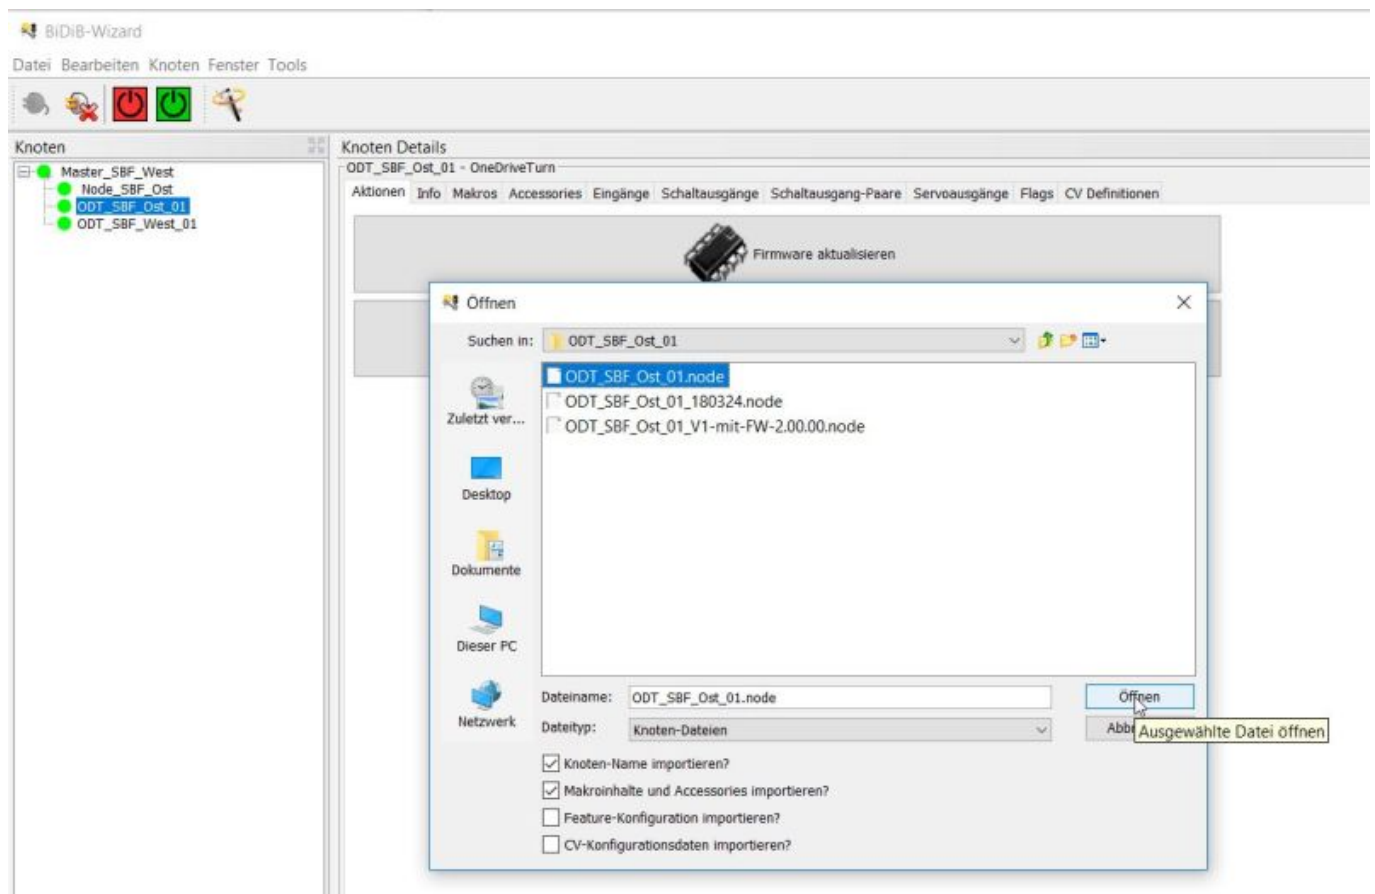 BiDiB-Wizard
Datei Bearbeiten Knoten Fenster Tools
Knoten
Master_SBF_West
Node_SBF_Ost
ODT_SBF_Ost_01
ODT_SBF_West_01
Knoten Details
ODT_SBF_Ost_01 - OneDriveTurn
Aktionen Info Makros Accessories Eingänge Schaltausgänge Schaltausgang-Paare Servoausgänge Flags CV Definitionen
Firmware aktualisieren
Öffnen
Suchen in: ODT_SBF_Ost_01
ODT_SBF_Ost_01.node
ODT_SBF_Ost_01_180324.node
ODT_SBF_Ost_01_V1-mit-FW-2.00.00.node
Zuletzt ver...
Desktop
Dokumente
Dieser PC
Netzwerk
Dateiname: ODT_SBF_Ost_01.node Öffnen
Dateityp: Knoten-Dateien
Ausgewählte Datei öffnen
Knoten-Name importieren?
Makroinhalte und Accessories importieren?
Feature-Konfiguration importieren?
CV-Konfigurationsdaten importieren?